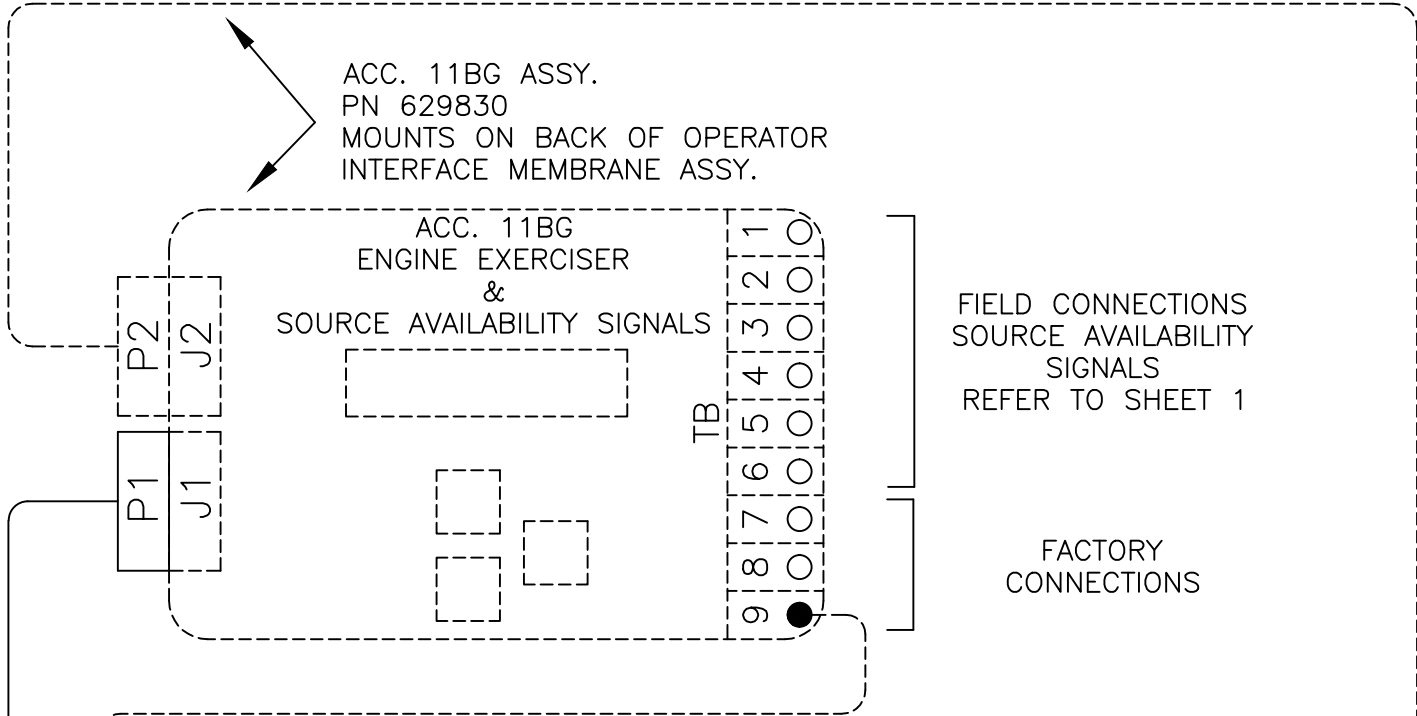 ACC. 11BG ASSY.
PN 629830
MOUNTS ON BACK OF OPERATOR
INTERFACE MEMBRANE ASSY.
ACC. 11BG
ENGINE EXERCISER
&
SOURCE AVAILABILITY SIGNALS
P2
J2
P1
J1
TB
1
2
3
4
5
6
7
8
9
FIELD CONNECTIONS
SOURCE AVAILABILITY
SIGNALS
REFER TO SHEET 1
FACTORY
CONNECTIONS